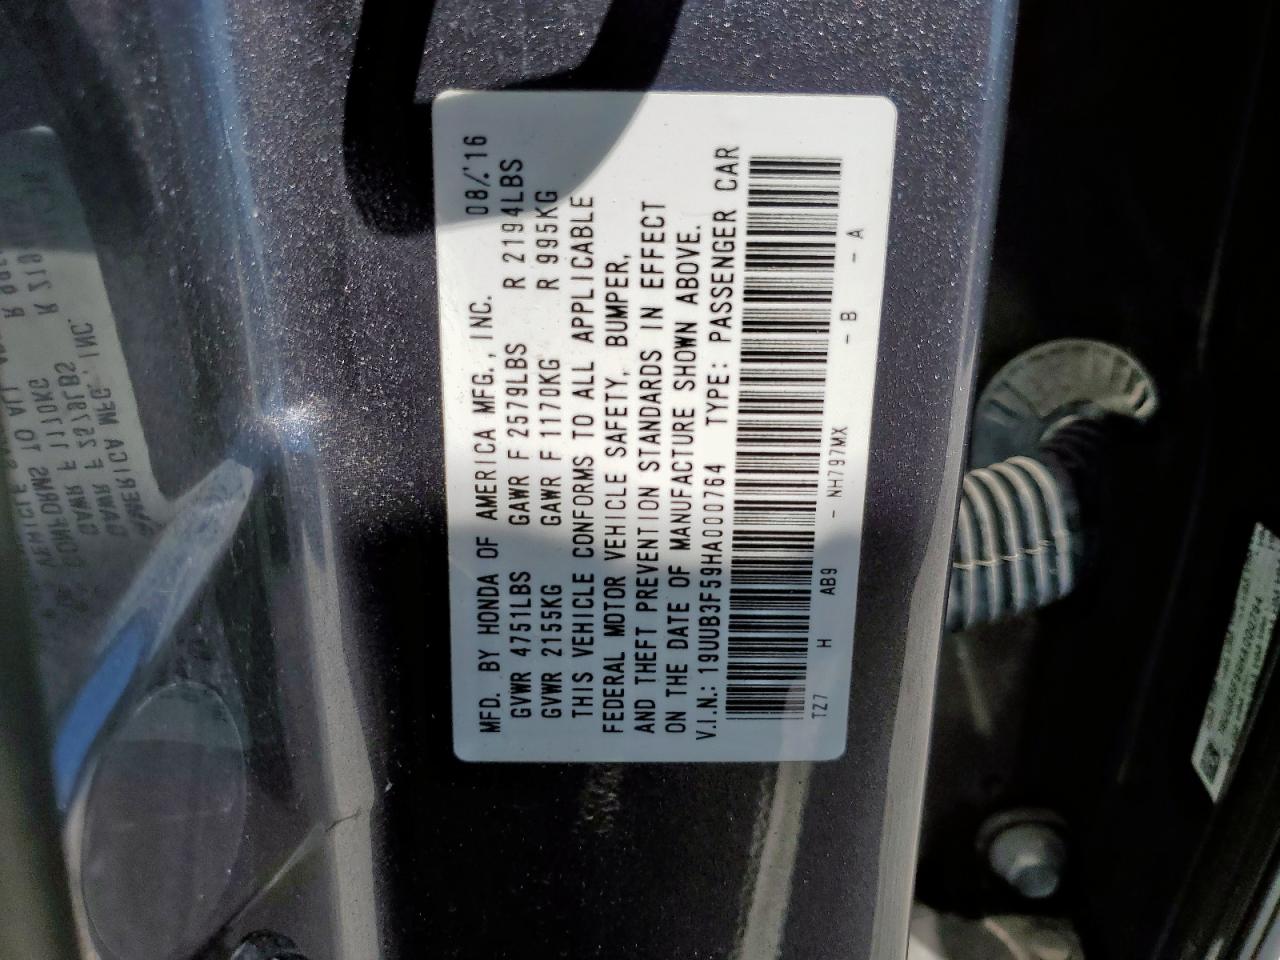 MFD. BY HONDA OF AMERICA MFG., INC. 08/'16
GVWR 4751LBS GAWR F 2579LBS R 2194LBS
GVWR 2155KG GAWR F 1170KG R 995KG
THIS VEHICLE CONFORMS TO ALL APPLICABLE
FEDERAL MOTOR VEHICLE SAFETY, BUMPER,
AND THEFT PREVENTION STANDARDS IN EFFECT
ON THE DATE OF MANUFACTURE SHOWN ABOVE.
V.I.N.: 19UUB3F59HA000764 TYPE: PASSENGER CAR
TZ7 H AB9 - NH797MX - B - A